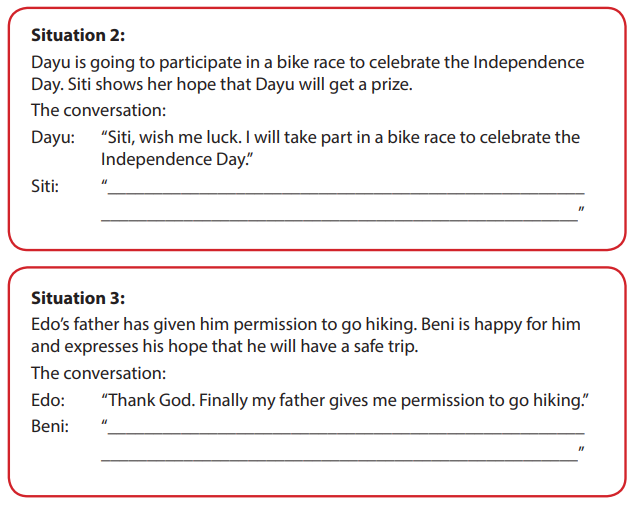 Situation 2:
Dayu is going to participate in a bike race to celebrate the Independence
Day. Siti shows her hope that Dayu will get a prize.
The conversation:
Dayu: “Siti, wish me luck. I will take part in a bike race to celebrate the
Independence Day.”
Siti: “____________________________________________________
____________________________________________________”
Situation 3:
Edo’s father has given him permission to go hiking. Beni is happy for him
and expresses his hope that he will have a safe trip.
The conversation:
Edo: “Thank God. Finally my father gives me permission to go hiking.”
Beni: “____________________________________________________
____________________________________________________”